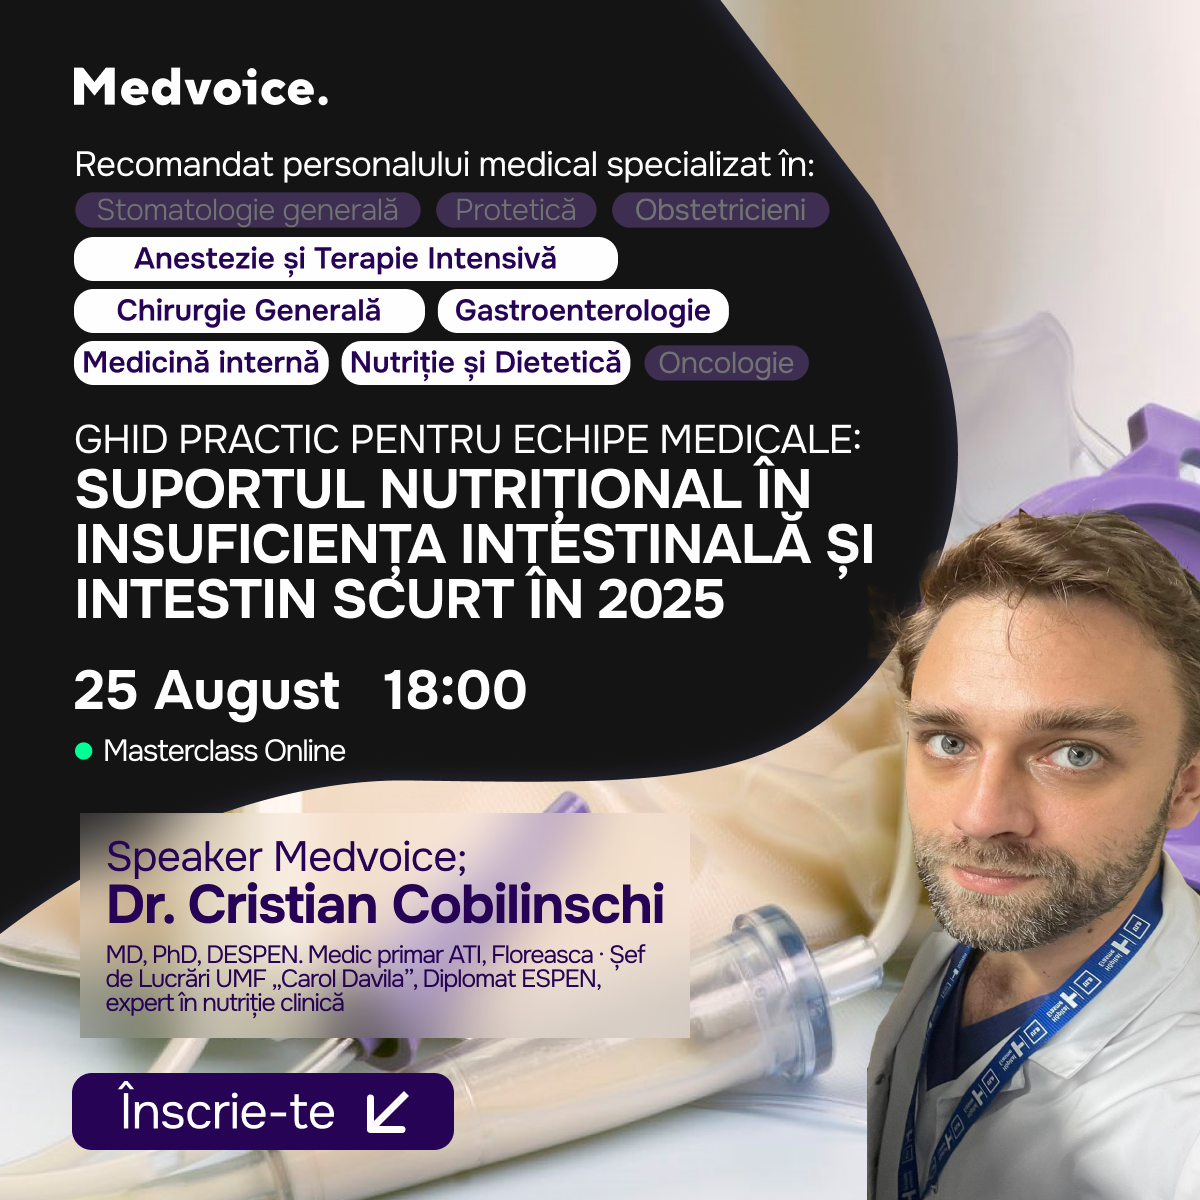 Medvoice.
Recomandat personalului medical specializat în:
Stomatologie generală Protetică Obstetricieni
Anestezie și Terapie Intensivă
Chirurgie Generală Gastroenterologie
Medicină internă Nutriție și Dietetică Oncologie
GHID PRACTIC PENTRU ECHIPE MEDICALE:
SUPORTUL NUTRIȚIONAL ÎN
INSUFICIENȚA INTESTINALĂ ȘI
INTESTIN SCURT ÎN 2025
25 August 18:00
Masterclass Online
Speaker Medvoice;
Dr. Cristian Cobilinschi
MD, PhD, DESPEN. Medic primar ATI, Floreasca · Șef
de Lucrări UMF „Carol Davila”, Diplomat ESPEN,
expert în nutriție clinică
Înscrie-te